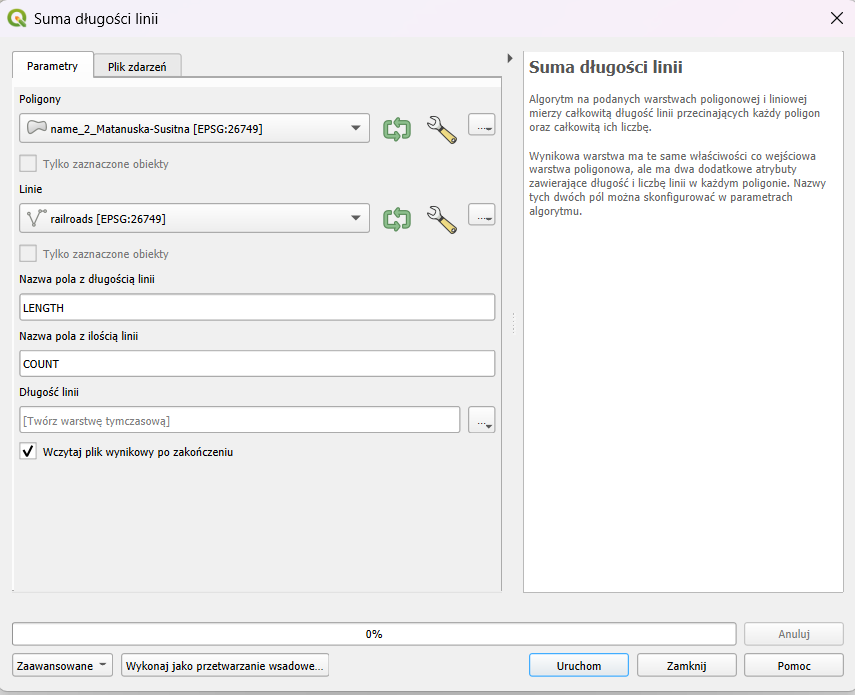 Suma długości linii
Parametry
Plik zdarzeń
Poligony
name_2_Matanuska-Susitna [EPSG:26749]
...
Tylko zaznaczone obiekty
Linie
railroads [EPSG:26749]
...
Tylko zaznaczone obiekty
Nazwa pola z długością linii
LENGTH
Nazwa pola z ilością linii
COUNT
Długość linii
[Twórz warstwę tymczasową]
...
Wczytaj plik wynikowy po zakończeniu
Suma długości linii
Algorytm na podanych warstwach poligonowej i liniowej
mierzy całkowitą długość linii przecinających każdy poligon
oraz całkowitą ich liczbę.
Wynikowa warstwa ma te same właściwości co wejściowa
warstwa poligonowa, ale ma dwa dodatkowe atrybuty
zawierające długość i liczbę linii w każdym poligonie. Nazwy
tych dwóch pól można skonfigurować w parametrach
algorytmu.
0%
Anuluj
Zaawansowane
Wykonaj jako przetwarzanie wsadowe...
Uruchom
Zamknij
Pomoc